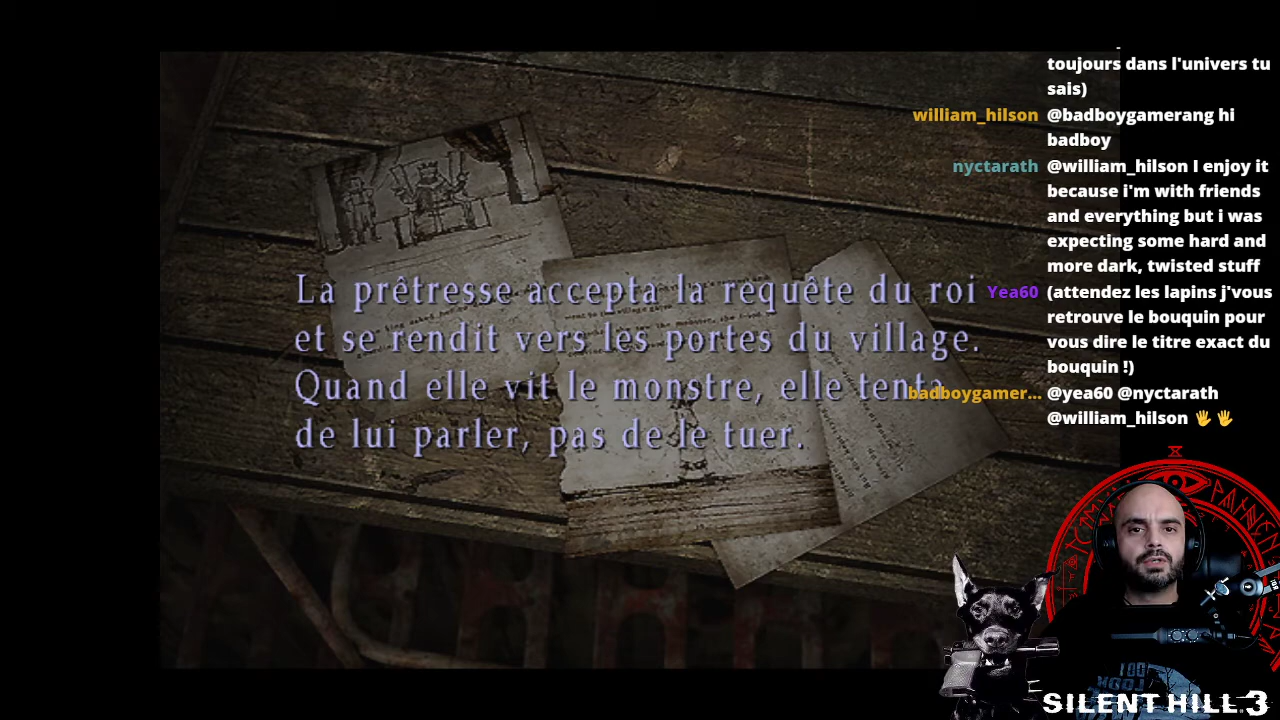 La prêtresse accepta la requête du roi
et se rendit vers les portes du village.
Quand elle vit le monstre, elle tenta
de lui parler, pas de le tuer.
toujours dans l'univers tu
sais)
william_hilson @badboygamerang hi
badboy
nyctarath @william_hilson I enjoy it
because i'm with friends
and everything but i was
expecting some hard and
more dark, twisted stuff
Yea60 (attendez les lapins j'vous
retrouve le bouquin pour
vous dire le titre exact du
bouquin !)
badboygamer... @yea60 @nyctarath
@william_hilson 🖐🖐
SILENT HILL 3